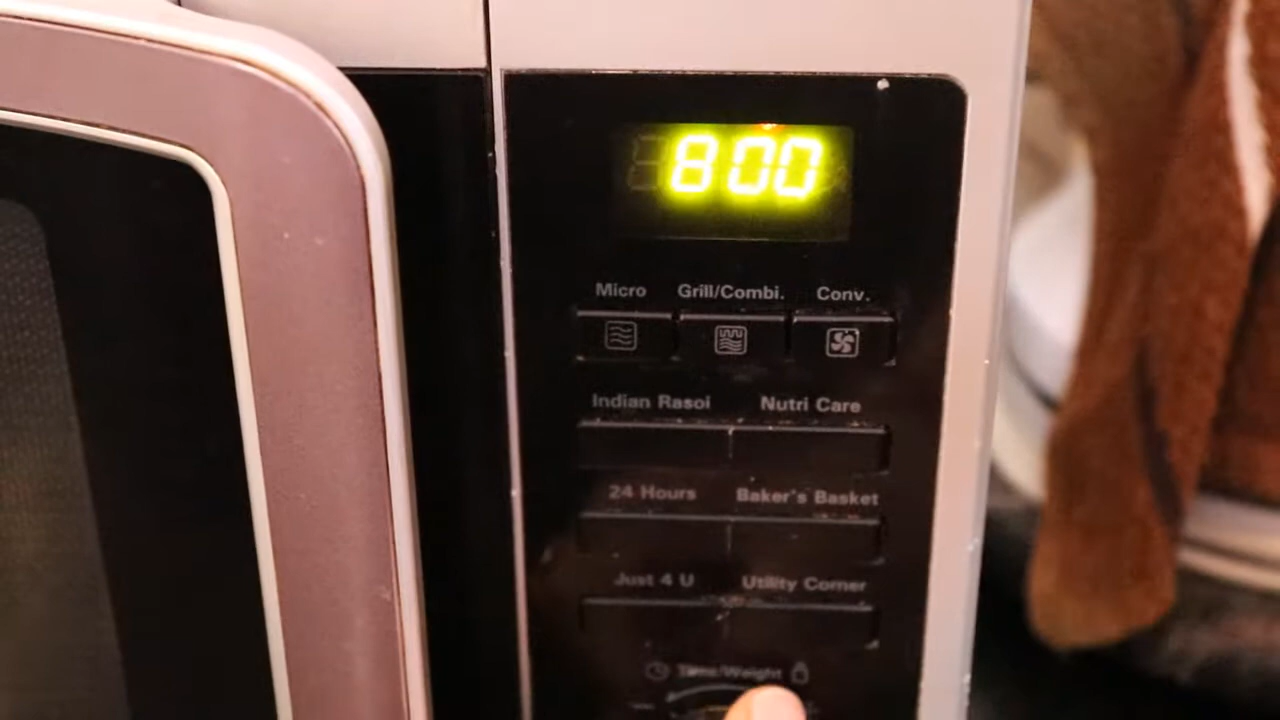 800
Micro Grill/Combi. Conv.
Indian Rasoi Nutri Care
24 Hours Baker's Basket
Just 4 U Utility Corner
Time/Weight